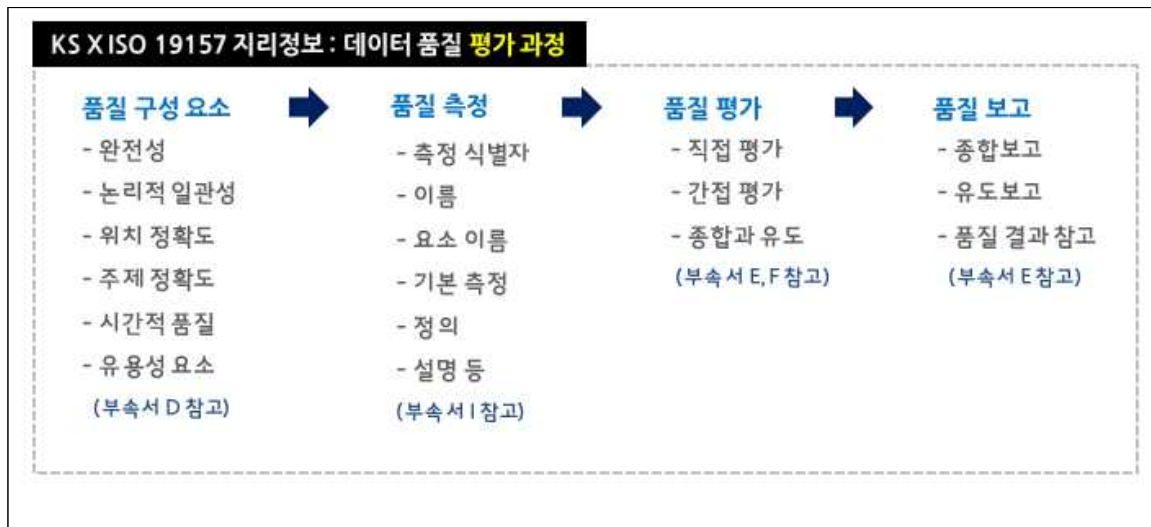 KS X ISO 19157 지리정보 : 데이터 품질 평가 과정
품질 구성 요소
- 완전성
- 논리적 일관성
- 위치 정확도
- 주제 정확도
- 시간적 품질
- 유용성 요소
(부속서 D 참고)
품질 측정
- 측정 식별자
- 이름
- 요소 이름
- 기본 측정
- 정의
- 설명 등
(부속서 I 참고)
품질 평가
- 직접 평가
- 간접 평가
- 종합과 유도
(부속서 E, F 참고)
품질 보고
- 종합보고
- 유도보고
- 품질 결과 참고
(부속서 E 참고)